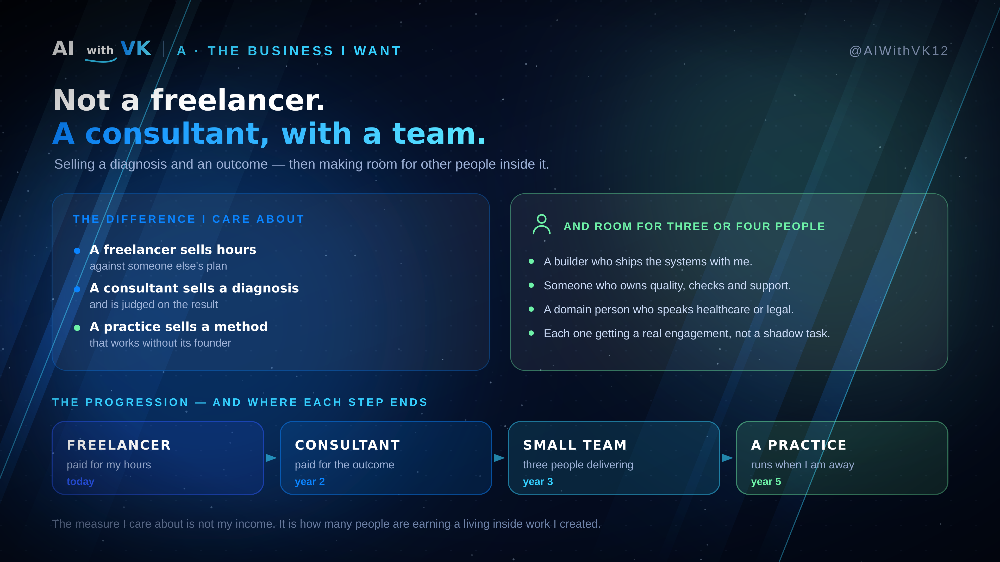 AI with VK | A · THE BUSINESS I WANT
@AIWithVK12
Not a freelancer.
A consultant, with a team.
Selling a diagnosis and an outcome — then making room for other people inside it.
THE DIFFERENCE I CARE ABOUT
A freelancer sells hours
against someone else's plan
A consultant sells a diagnosis
and is judged on the result
A practice sells a method
that works without its founder
AND ROOM FOR THREE OR FOUR PEOPLE
A builder who ships the systems with me.
Someone who owns quality, checks and support.
A domain person who speaks healthcare or legal.
Each one getting a real engagement, not a shadow task.
THE PROGRESSION — AND WHERE EACH STEP ENDS
FREELANCER
paid for my hours
today
CONSULTANT
paid for the outcome
year 2
SMALL TEAM
three people delivering
year 3
A PRACTICE
runs when I am away
year 5
The measure I care about is not my income. It is how many people are earning a living inside work I created.